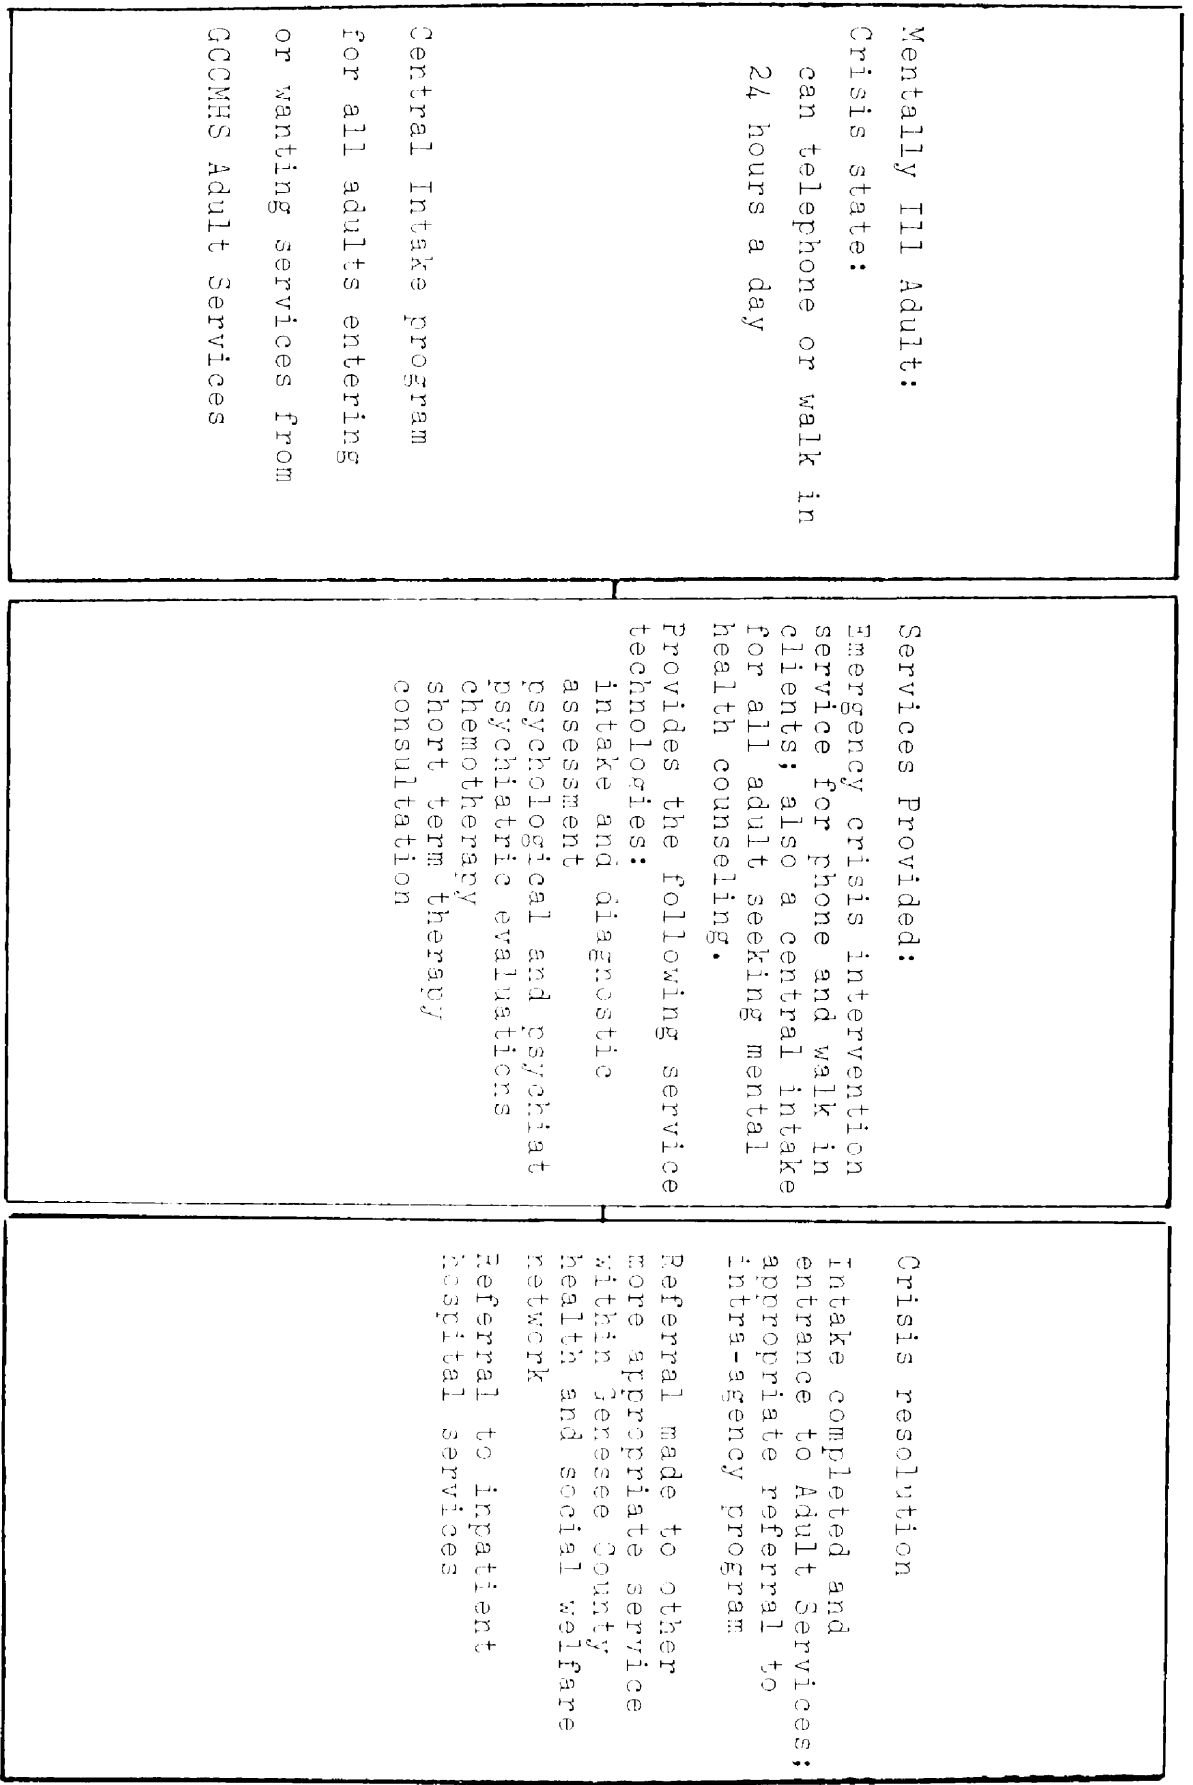 Mentally Ill Adult:
Crisis state:
can telephone or walk in
24 hours a day
Central Intake program
for all adults entering
or wanting services from
GCCMHS Adult Services
Services Provided:
Emergency crisis intervention
service for phone and walk in
clients; also a central intake
for all adult seeking mental
health counseling.
Provides the following service
technologies:
intake and diagnostic
assessment
psychological and psychiat
psychiatric evaluations
chemotherapy
short term therapy
consultation
Crisis resolution
Intake completed and
entrance to Adult Services;
appropriate referral to
intra-agency program
Referral made to other
more appropriate service
within Genesee County
health and social welfare
network
Referral to inpatient
hospital services